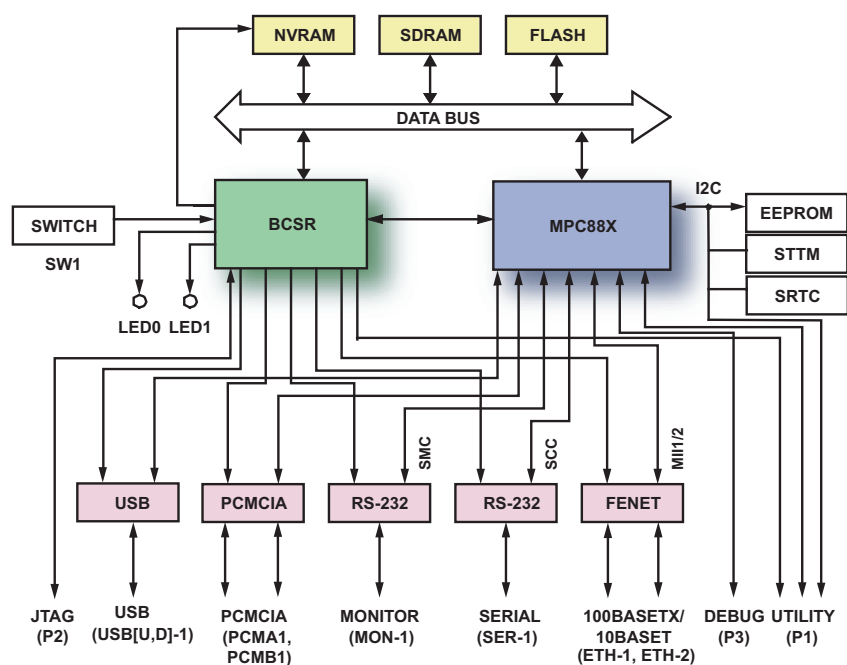 NVRAM
SDRAM
FLASH
DATA BUS
SWITCH
SW1
BCSR
MPC88X
I2C
EEPROM
STTM
SRTC
LED0
LED1
SMC
SCC
MII1/2
USB
PCMCIA
RS-232
RS-232
FENET
JTAG
(P2)
USB
(USB[U,D]-1)
PCMCIA
(PCMA1,
PCMB1)
MONITOR
(MON-1)
SERIAL
(SER-1)
100BASETX/
10BASET
(ETH-1, ETH-2)
DEBUG
(P3)
UTILITY
(P1)